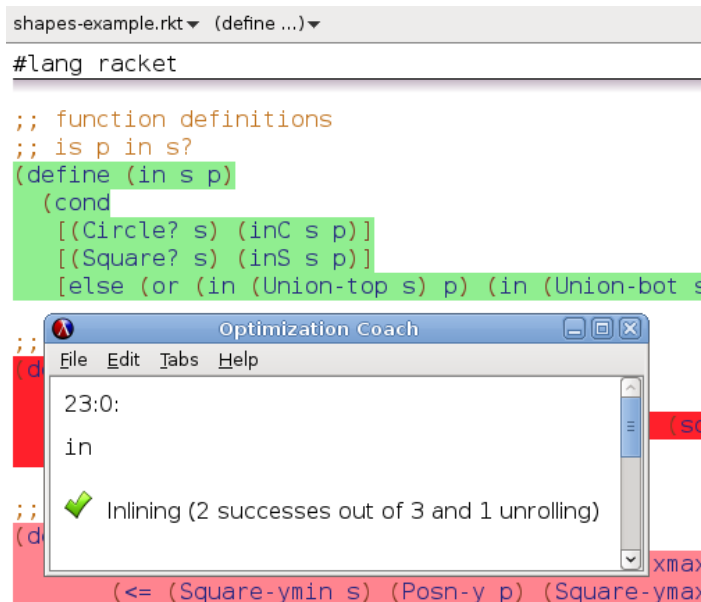 shapes-example.rkt (define ...)
#lang racket
;; function definitions
;; is p in s?
(define (in s p)
(cond
[(Circle? s) (inC s p)]
[(Square? s) (inS s p)]
[else (or (in (Union-top s) p) (in (Union-bot s
;;
(d
Optimization Coach
File Edit Tabs Help
23:0:
in
Inlining (2 successes out of 3 and 1 unrolling)
;;
(d
xmax
(<= (Square-ymin s) (Posn-y p) (Square-ymax